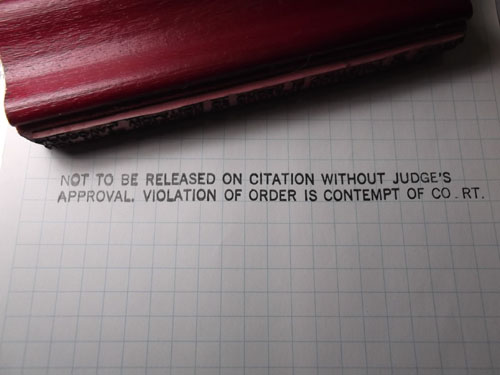 NOT TO BE RELEASED ON CITATION WITHOUT JUDGE'S
APPROVAL. VIOLATION OF ORDER IS CONTEMPT OF CO.RT.